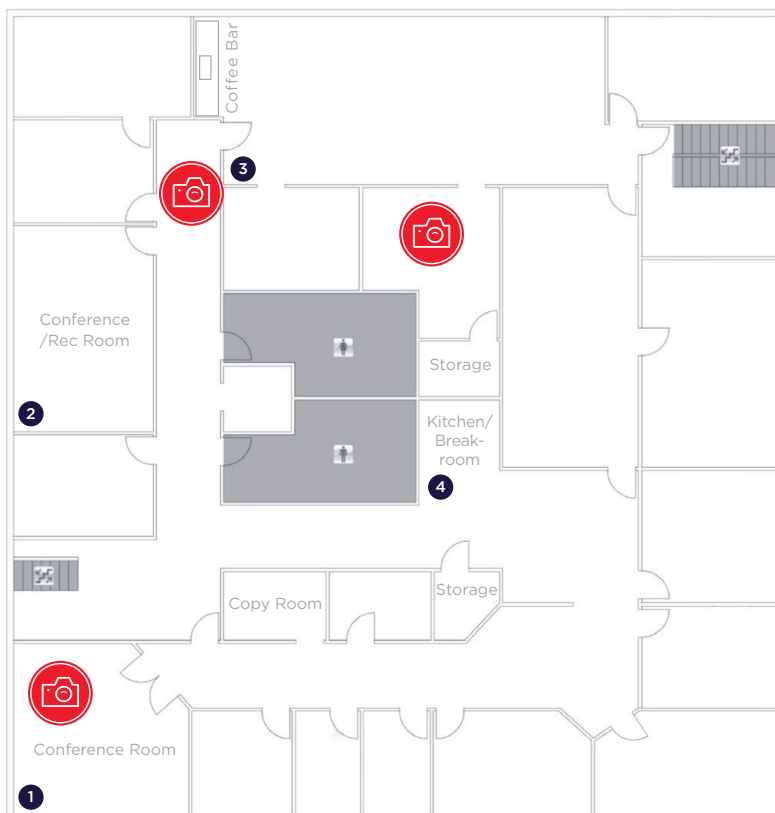 Coffee Bar
3
Conference
/Rec Room
Storage
2
Kitchen/
Break-
room
4
Copy Room
Storage
Conference Room
1